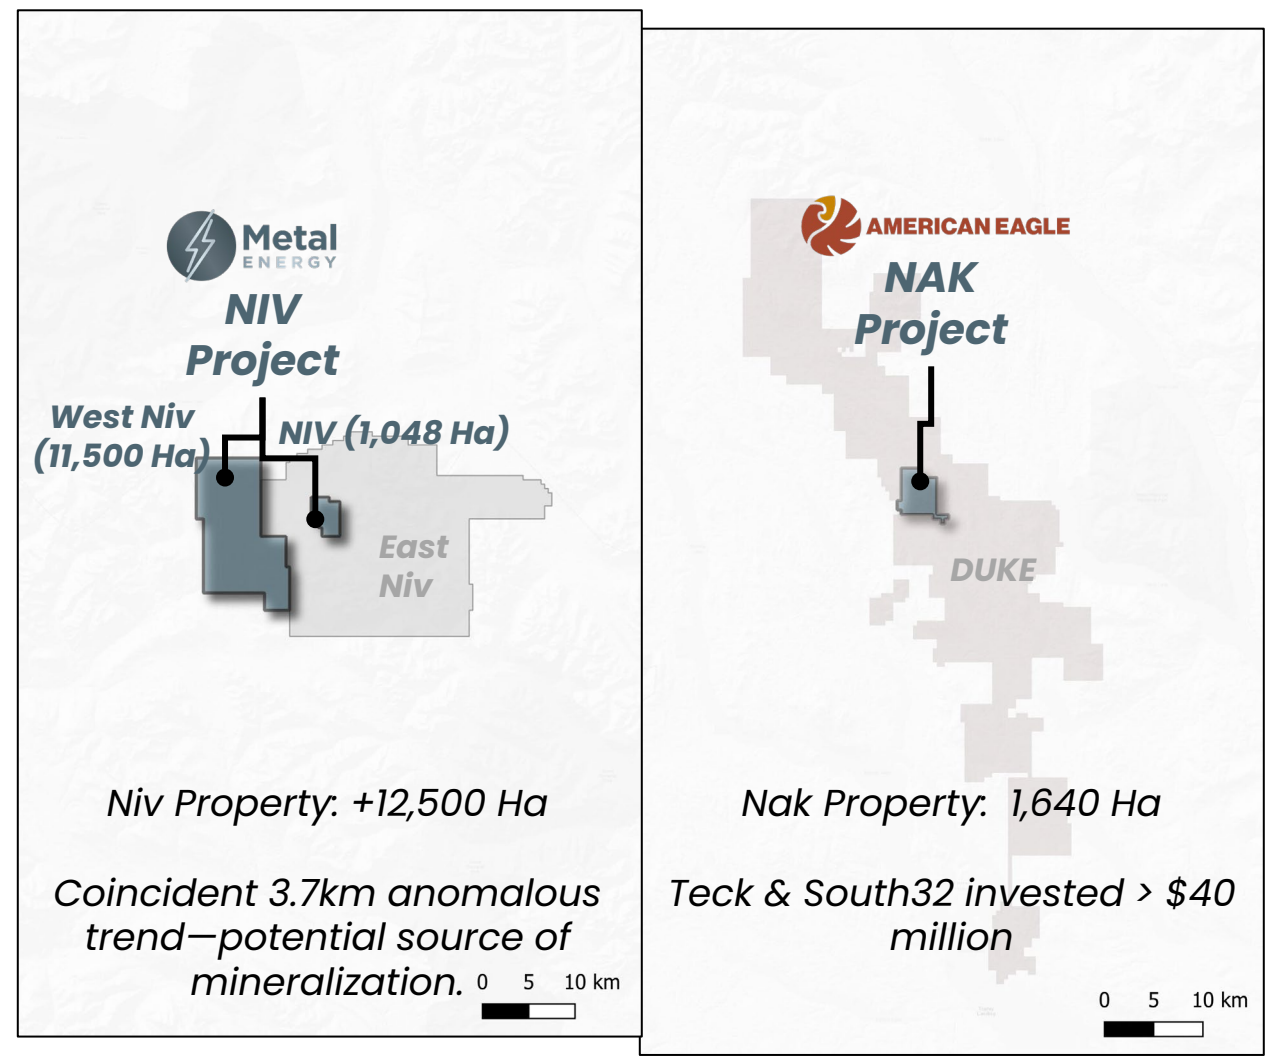 Metal
ENERGY
NIV
Project
West Niv
(11,500 Ha)
NIV (1,048 Ha)
East
Niv
Niv Property: +12,500 Ha
Coincident 3.7km anomalous
trend—potential source of
mineralization.
0 5 10 km
AMERICAN EAGLE
NAK
Project
DUKE
Nak Property: 1,640 Ha
Teck & South32 invested > $40
million
0 5 10 km